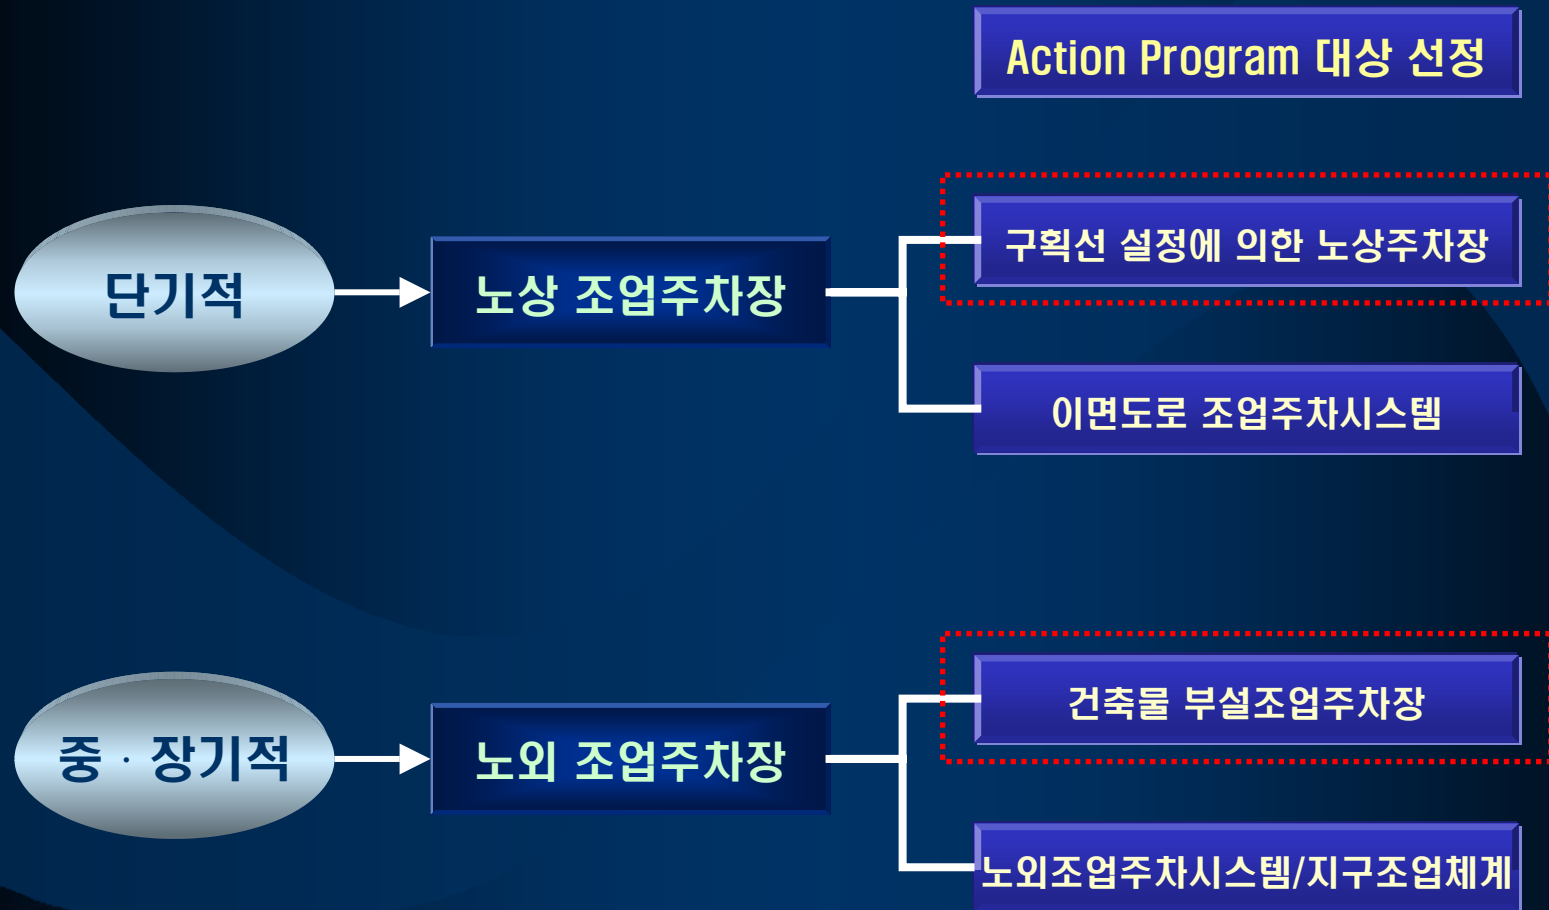 Action Program 대상 선정
구획선 설정에 의한 노상주차장
단기적
노상 조업주차장
이면도로 조업주차시스템
건축물 부설조업주차장
중 · 장기적
노외 조업주차장
노외조업주차시스템/지구조업체계